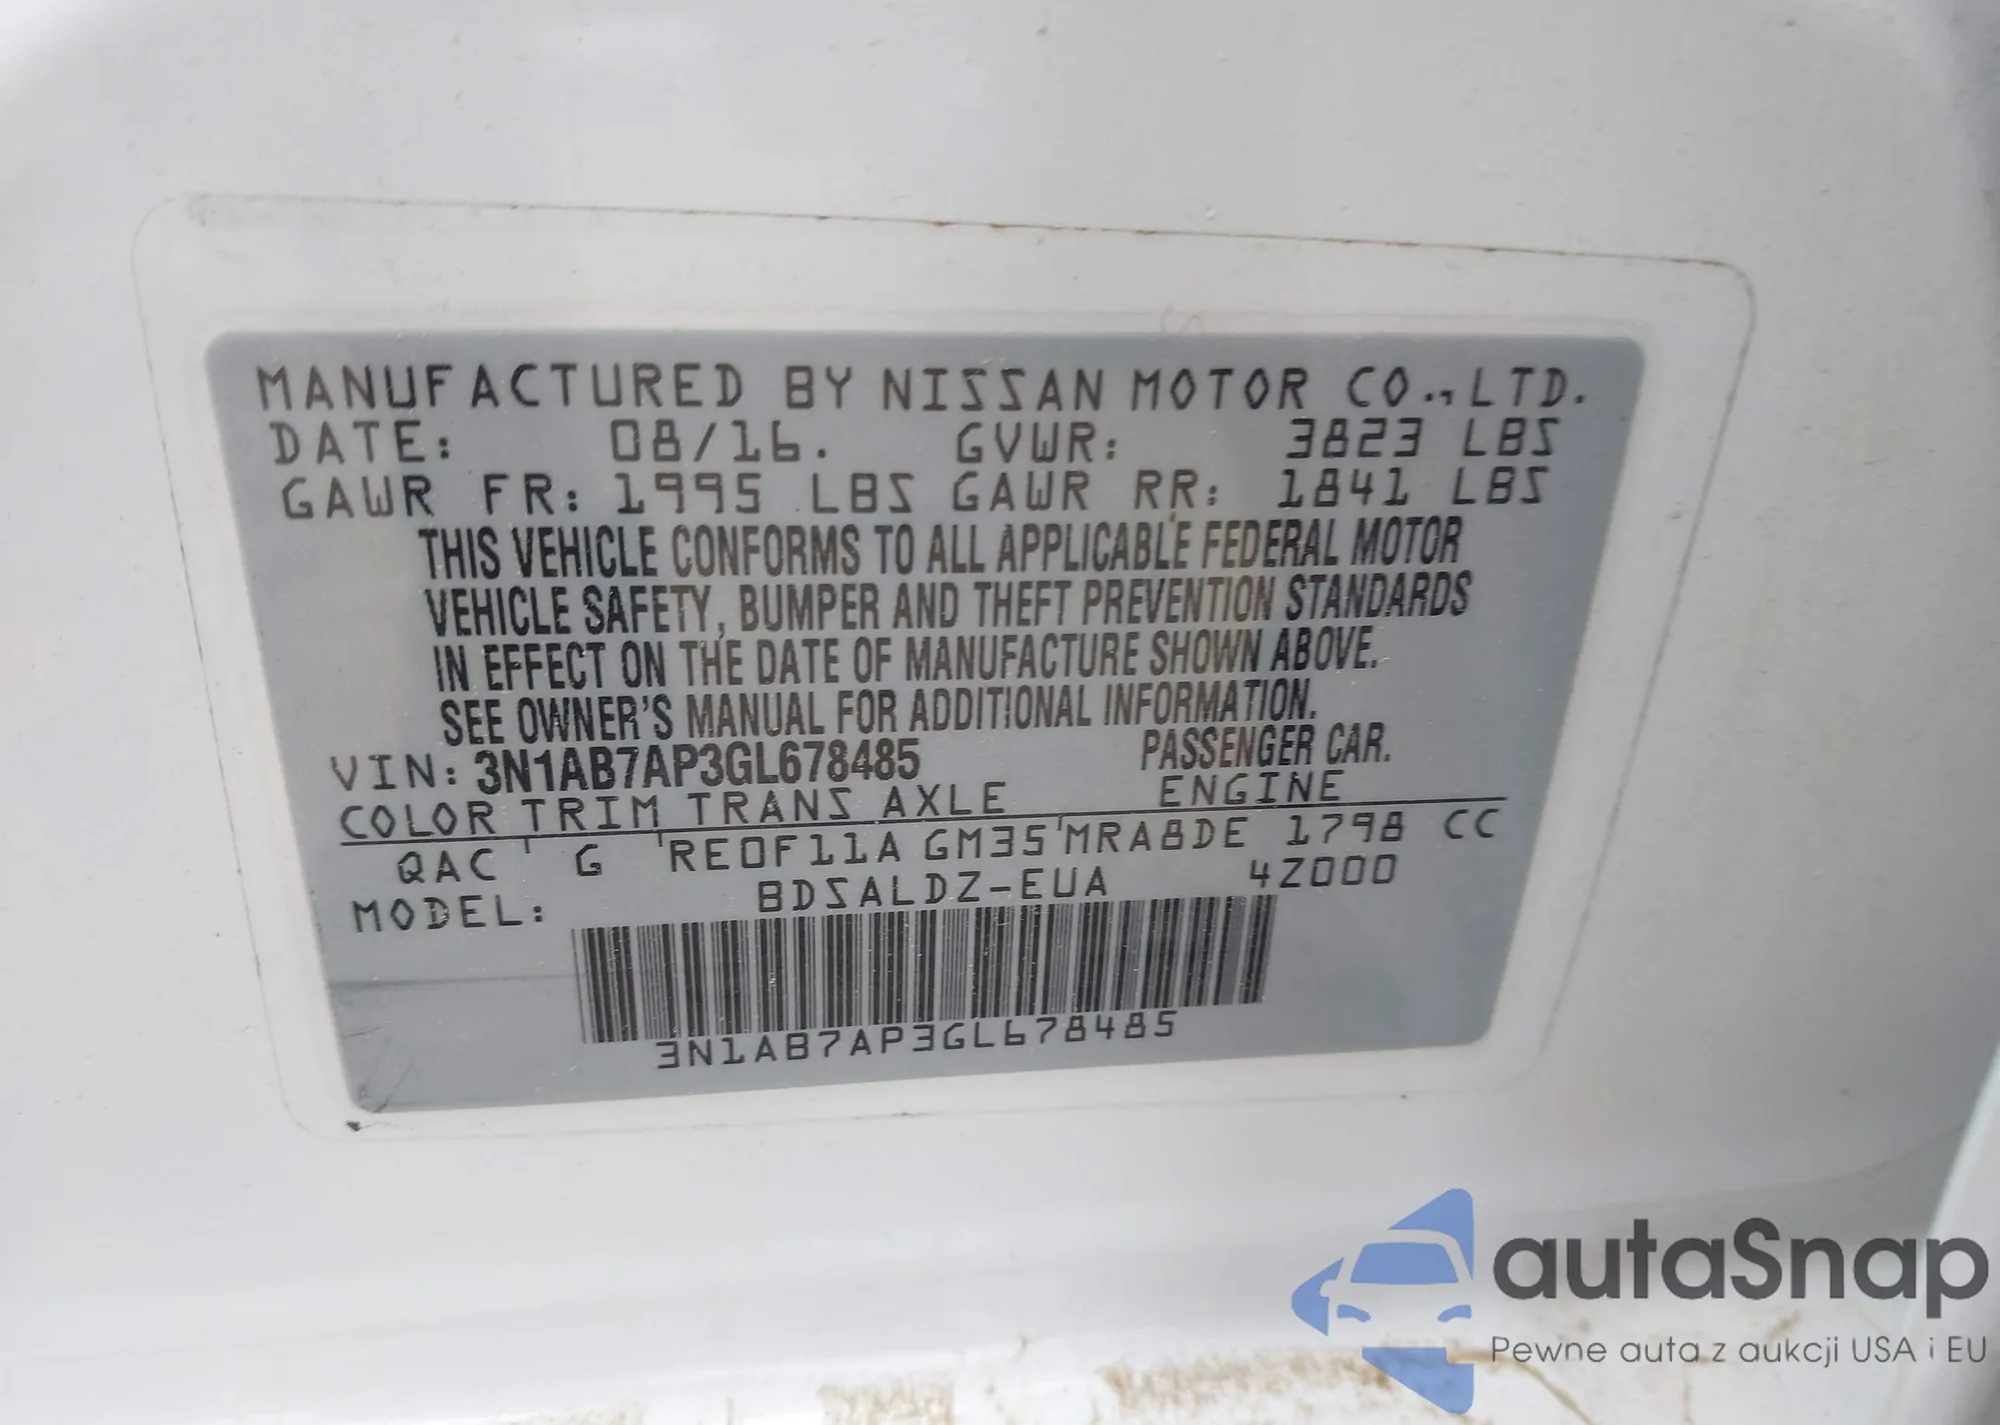 MANUFACTURED BY NISSAN MOTOR CO.,LTD.
DATE: 08/16. GVWR: 3823 LBS
GAWR FR: 1995 LBS GAWR RR: 1841 LBS
THIS VEHICLE CONFORMS TO ALL APPLICABLE FEDERAL MOTOR
VEHICLE SAFETY, BUMPER AND THEFT PREVENTION STANDARDS
IN EFFECT ON THE DATE OF MANUFACTURE SHOWN ABOVE.
SEE OWNER'S MANUAL FOR ADDITIONAL INFORMATION.
VIN: 3N1AB7AP3GL678485 PASSENGER CAR.
COLOR TRIM TRANS AXLE ENGINE
QAC G RE0F11A GM35 MRA8DE 1798 CC
MODEL: BDSALDZ-EUA 4Z000
3N1AB7AP3GL678485
autaSnap
Pewne auta z aukcji USA i EU